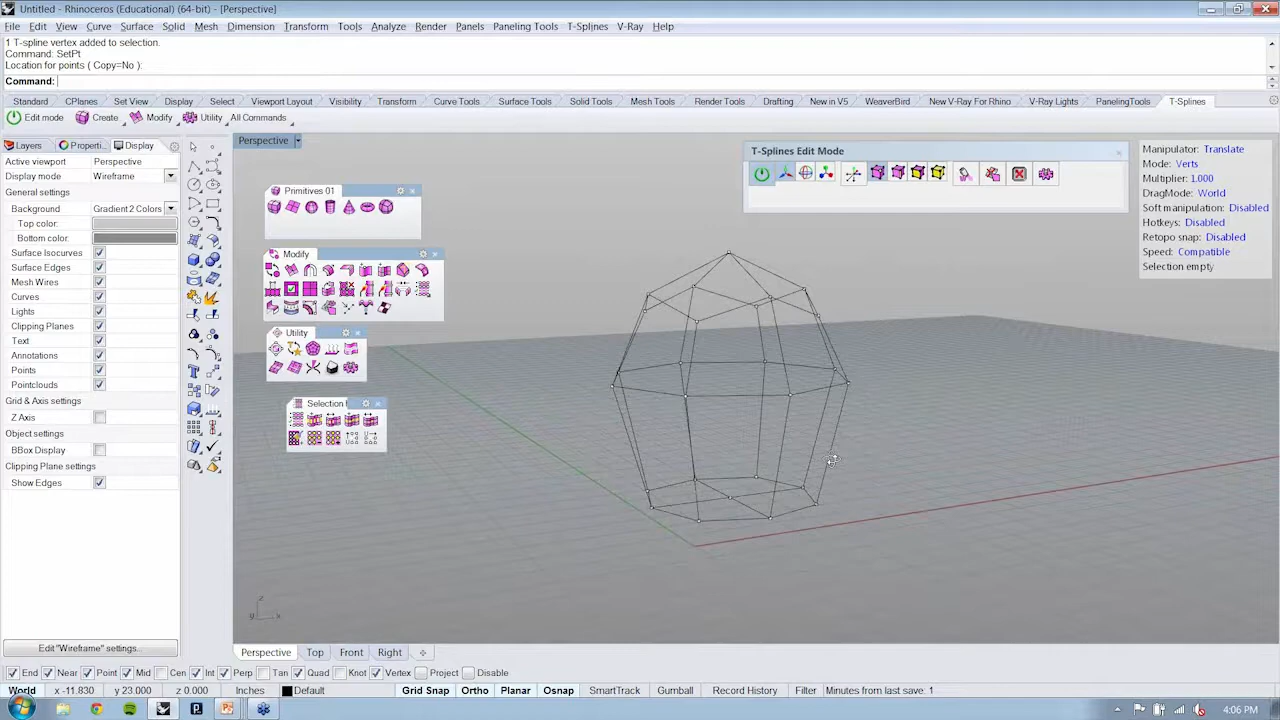 Untitled - Rhinoceros (Educational) (64-bit) - [Perspective]
File Edit View Curve Surface Solid Mesh Dimension Transform Tools Analyze Render Panels Paneling Tools T-Splines V-Ray Help
1 T-spline vertex added to selection.
Command: SetPt
Location for points ( Copy=No ):
Command:
Standard CPlanes Set View Display Select Viewport Layout Visibility Transform Curve Tools Surface Tools Solid Tools Mesh Tools Render Tools Drafting New in V5 WeaverBird New V-Ray For Rhino V-Ray Lights PanelingTools T-Splines
Edit mode Create Modify Utility All Commands
Layers Properti... Display
Perspective
T-Splines Edit Mode
Active viewport Perspective
Display mode Wireframe
General settings
Background Gradient 2 Colors
Top color:
Bottom color:
Surface Isocurves
Surface Edges
Mesh Wires
Curves
Lights
Clipping Planes
Text
Annotations
Points
Pointclouds
Grid & Axis settings
Z Axis
Object settings
BBox Display
Clipping Plane settings
Show Edges
Edit "Wireframe" settings...
Primitives 01
Modify
Utility
Selection
Manipulator: Translate
Mode: Verts
Multiplier: 1.000
DragMode: World
Soft manipulation: Disabled
Hotkeys: Disabled
Retopo snap: Disabled
Speed: Compatible
Selection empty
z
y x
Perspective Top Front Right
End Near Point Mid Cen Int Perp Tan Quad Knot Vertex Project Disable
World x -11.830 y 23.000 z 0.000 Inches Default Grid Snap Ortho Planar Osnap SmartTrack Gumball Record History Filter Minutes from last save: 1
4:06 PM